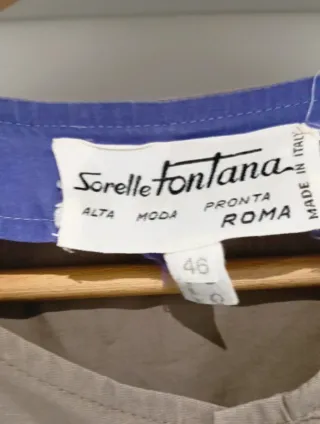 Sorelle Fontana
ALTA MODA PRONTA
ROMA
MADE IN ITALY
46